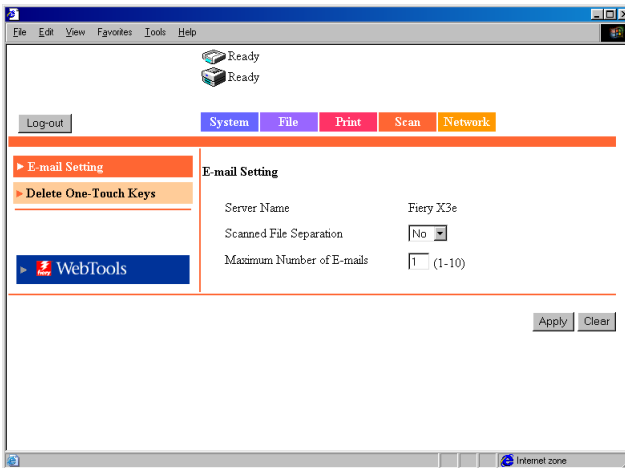 File Edit View Favorites Tools Help
Ready
Ready
Log-out
System File Print Scan Network
E-mail Setting
Delete One-Touch Keys
fiery WebTools
E-mail Setting
Server Name Fiery X3e
Scanned File Separation No
Maximum Number of E-mails 1 (1-10)
Apply Clear
Internet zone